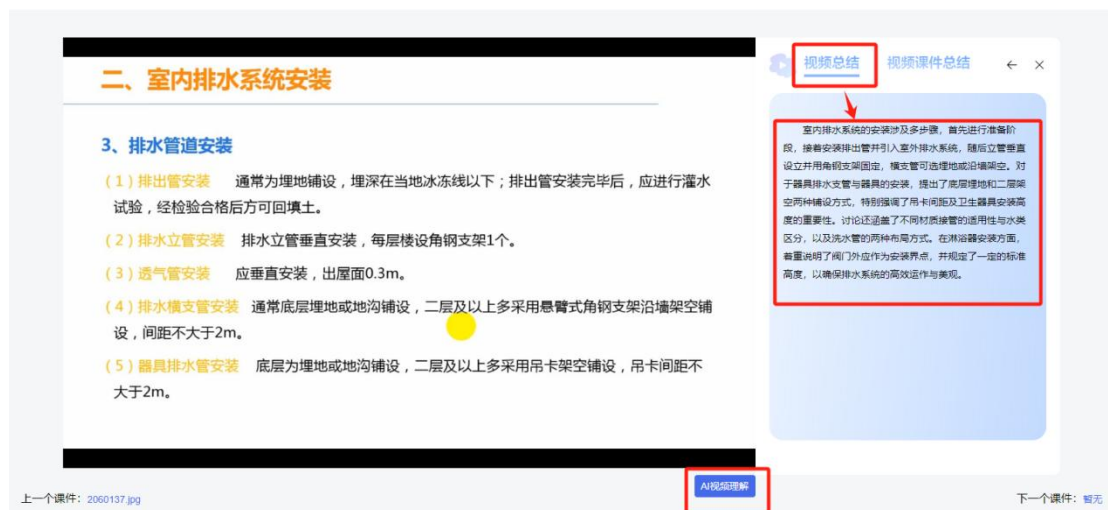 二、室内排水系统安装
3、排水管道安装
（1）排出管安装 通常为埋地铺设，埋深在当地冰冻线以下；排出管安装完毕后，应进行灌水
试验，经检验合格后方可回填土。
（2）排水立管安装 排水立管垂直安装，每层楼设角钢支架1个。
（3）透气管安装 应垂直安装，出屋面0.3m。
（4）排水横支管安装 通常底层埋地或地沟铺设，二层及以上多采用悬臂式角钢支架沿墙架空铺
设，间距不大于2m。
（5）器具排水管安装 底层为埋地或地沟铺设，二层及以上多采用吊卡架空铺设，吊卡间距不
大于2m。
视频总结 视频课件总结
室内排水系统的安装涉及多步骤，首先进行准备阶
段，接着安装排出管并引入室外排水系统，随后立管垂直
设立并用角钢支架固定，横支管可选埋地或沿墙架空。对
于器具排水支管与器具的安装，提出了底层埋地和二层架
空两种铺设方式，特别强调了吊卡间距及卫生器具安装高
度的重要性。讨论还涵盖了不同材质接管的适用性与水类
区分，以及洗水管的两种布局方式。在淋浴器安装方面，
着重说明了阀门外应作为安装界点，并规定了一定的标准
高度，以确保排水系统的高效运作与美观。
AI视频理解
上一个课件：2060137.jpg
下一个课件：暂无